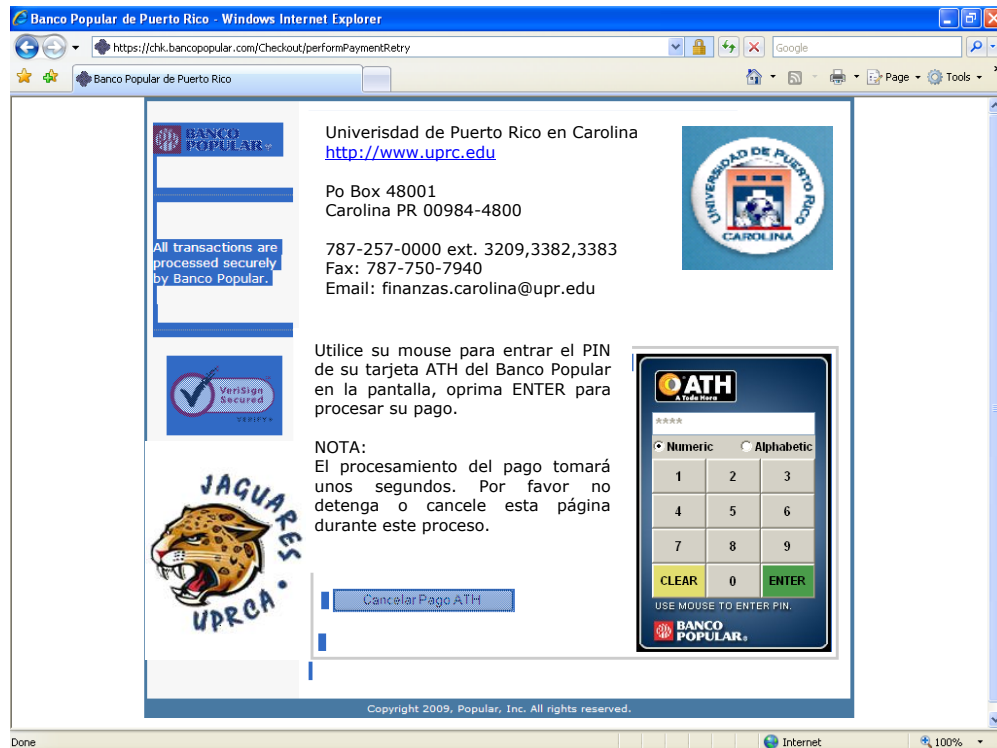 Banco Popular de Puerto Rico - Windows Internet Explorer
https://chk.bancopopular.com/Checkout/performPaymentRetry
Google
Banco Popular de Puerto Rico
Page
Tools
BANCO
POPULAR
All transactions are
processed securely
by Banco Popular.
VeriSign
Secured
VERIFY
JAGUARES
UPRCA
Univerisdad de Puerto Rico en Carolina
http://www.uprc.edu
Po Box 48001
Carolina PR 00984-4800
787-257-0000 ext. 3209,3382,3383
Fax: 787-750-7940
Email: finanzas.carolina@upr.edu
UNIVERSIDAD DE PUERTO RICO
CAROLINA
Utilice su mouse para entrar el PIN
de su tarjeta ATH del Banco Popular
en la pantalla, oprima ENTER para
procesar su pago.
NOTA:
El procesamiento del pago tomará
unos segundos. Por favor no
detenga o cancele esta página
durante este proceso.
Cancelar Pago ATH
ATH
A Toda Hora
****
Numeric Alphabetic
1 2 3
4 5 6
7 8 9
CLEAR 0 ENTER
USE MOUSE TO ENTER PIN.
BANCO
POPULAR
Copyright 2009, Popular, Inc. All rights reserved.
Done
Internet
100%